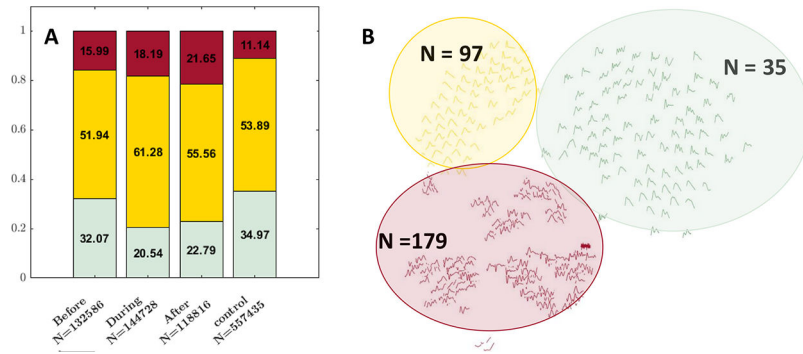 A
1
0.8
0.6
0.4
0.2
0
15.99
18.19
21.65
11.14
51.94
61.28
55.56
53.89
32.07
20.54
22.79
34.97
Before
N=132586
During
N=144728
After
N=118816
control
N=557435
B
N = 97
N = 35
N =179